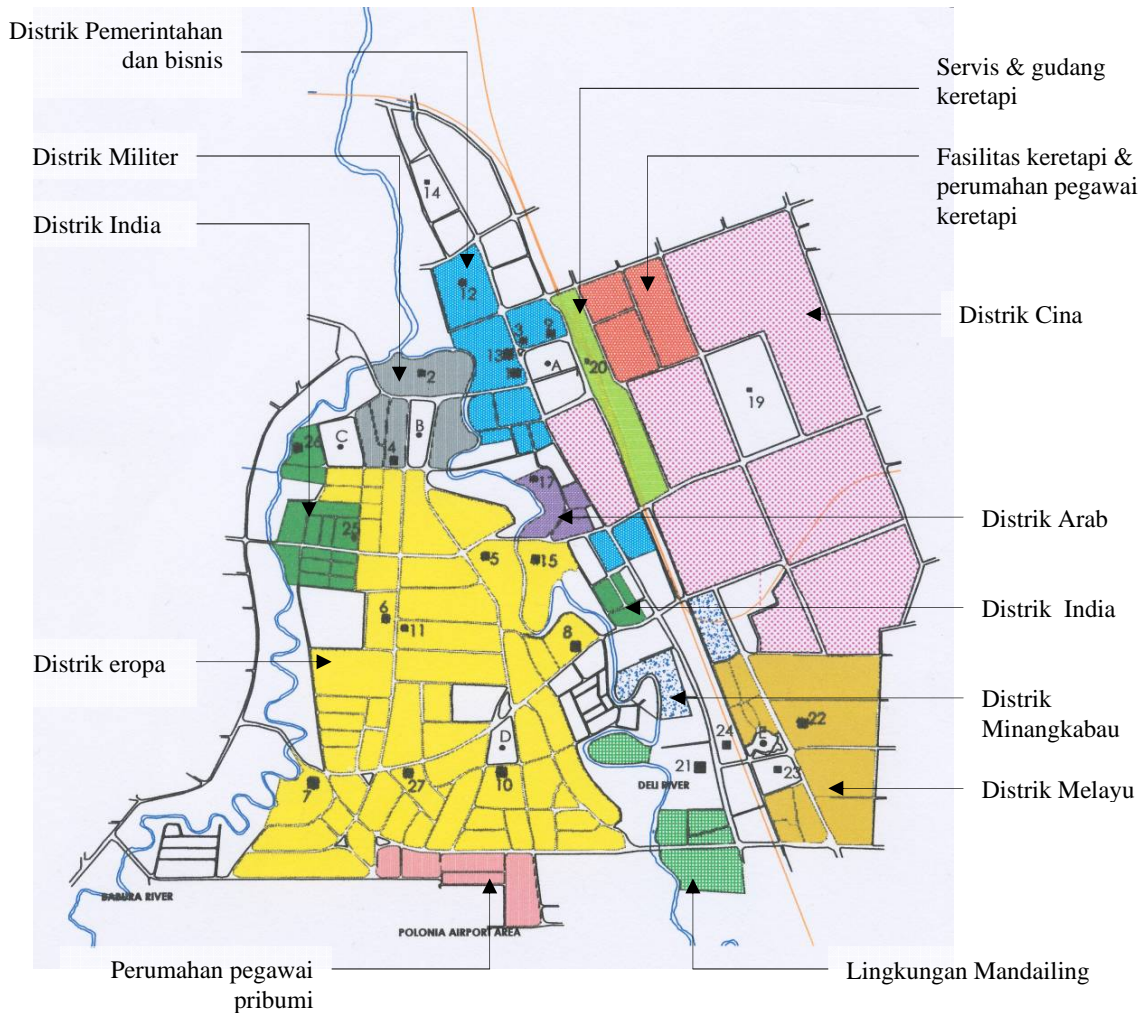 Distrik Pemerintahan
dan bisnis
Servis & gudang
keretapi
Distrik Militer
Fasilitas keretapi &
perumahan pegawai
keretapi
Distrik India
14
12
3
9
13
A
20
Distrik Cina
2
19
B
C
26
4
17
25
Distrik Arab
5
15
6
11
Distrik India
8
Distrik eropa
Distrik
Minangkabau
22
D
24
E
21
23
7
27
10
DELI RIVER
Distrik Melayu
BABURA RIVER
POLONIA AIRPORT AREA
Perumahan pegawai
pribumi
Lingkungan Mandailing